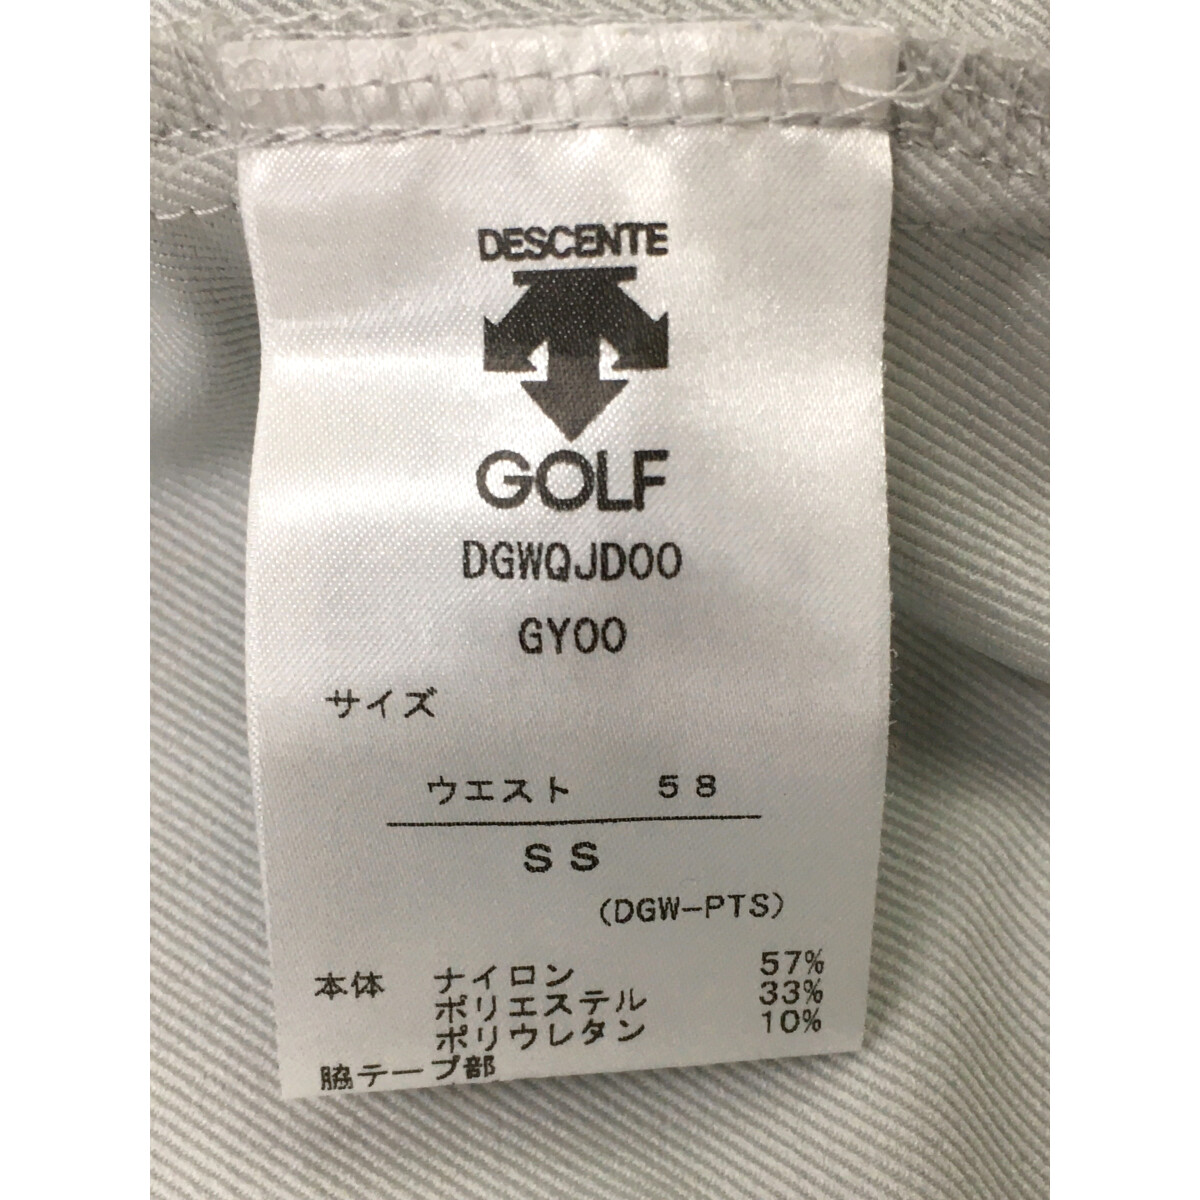 DESCENTE
GOLF
DGWQJD00
GY00
サイズ
ウエスト 58
SS
(DGW-PTS)
本体 ナイロン 57%
ポリエステル 33%
ポリウレタン 10%
脇テープ部